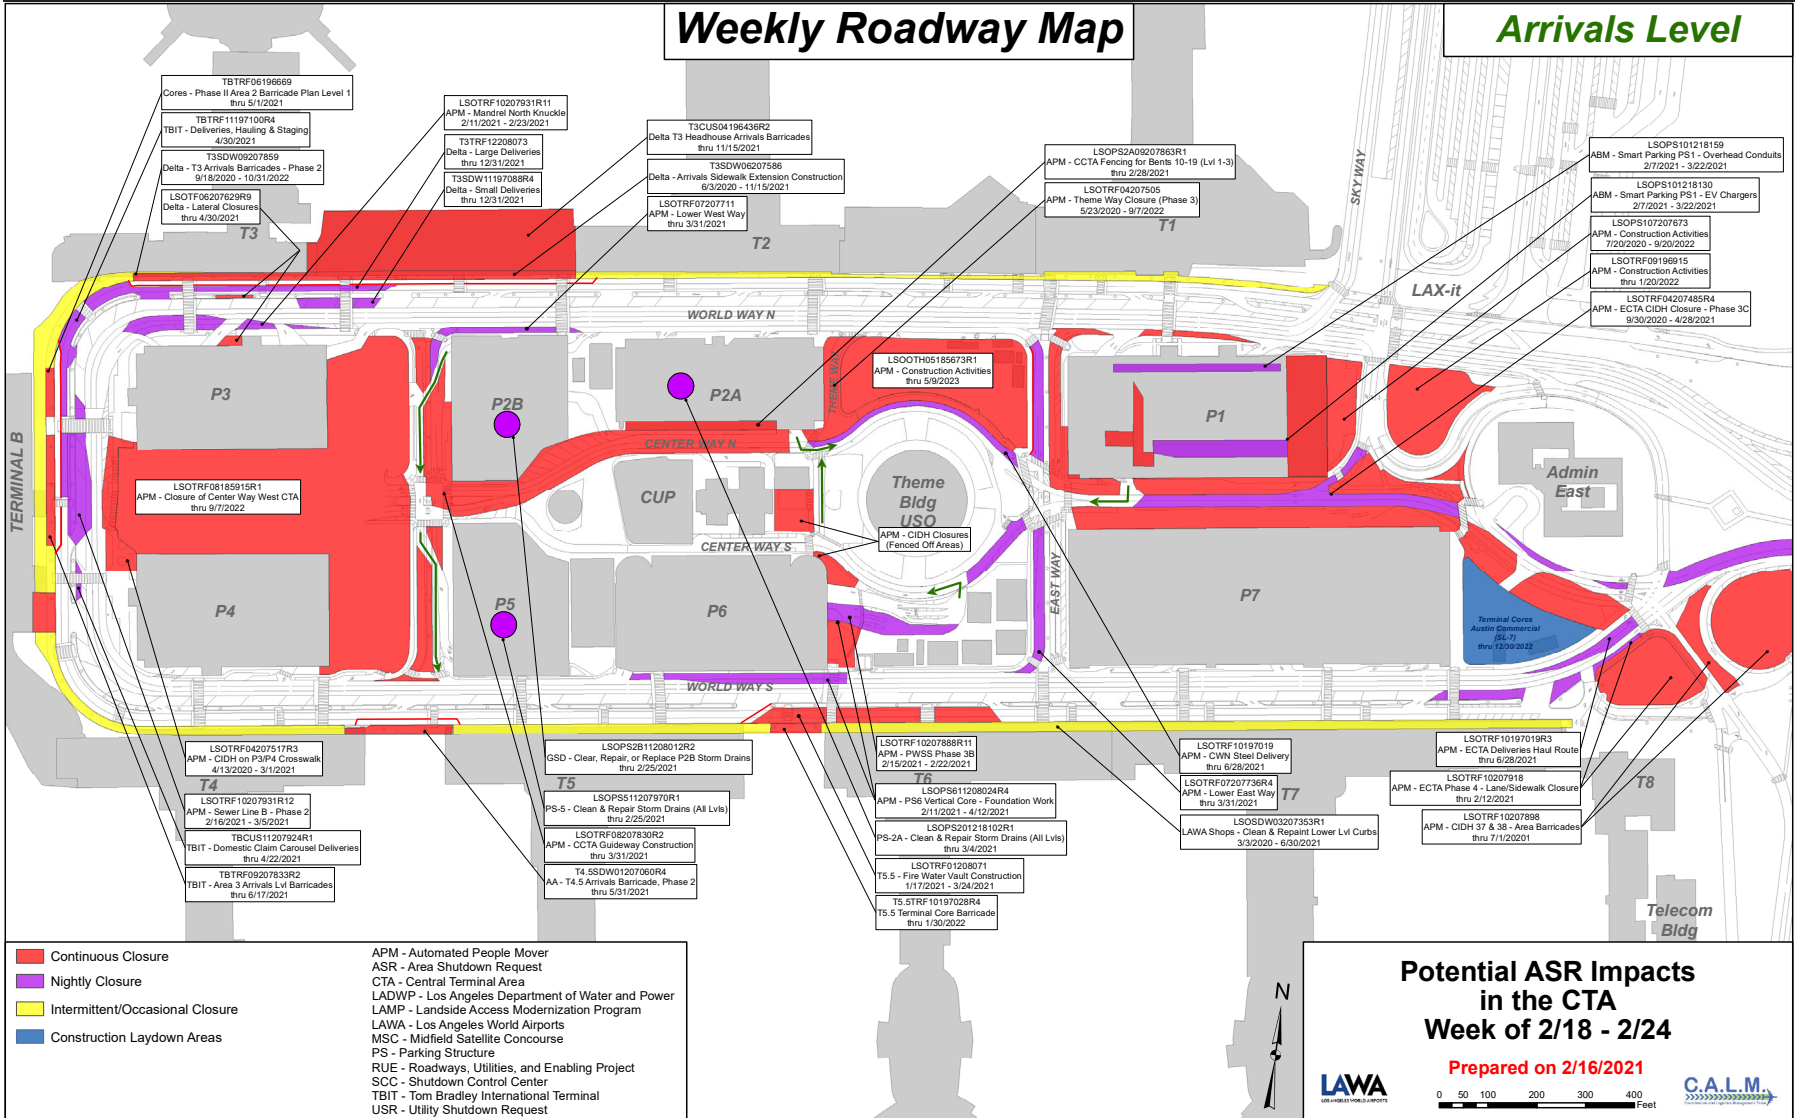 Weekly Roadway Map
Arrivals Level
TBTRF06196669
Cores - Phase II Area 2 Barricade Plan Level 1
thru 5/1/2021
TBTRF11197100R4
TBIT - Deliveries, Hauling & Staging
4/30/2021
T3SDW09207859
Delta - T3 Arrivals Barricades - Phase 2
9/18/2020 - 10/31/2022
LSOTF06207629R9
Delta - Lateral Closures
thru 4/30/2021
LSOTRF10207931R11
APM - Mandrel North Knuckle
2/11/2021 - 2/23/2021
T3TRF12208073
Delta - Large Deliveries
thru 12/31/2021
T3SDW11197088R4
Delta - Small Deliveries
thru 12/31/2021
T3CUS04196436R2
Delta T3 Headhouse Arrivals Barricades
thru 11/15/2021
T3SDW06207586
Delta - Arrivals Sidewalk Extension Construction
6/3/2020 - 11/15/2021
LSOTRF07207711
APM - Lower West Way
thru 3/31/2021
LSOPS2A09207863R1
APM - CCTA Fencing for Bents 10-19 (Lvl 1-3)
thru 2/28/2021
LSOTRF04207505
APM - Theme Way Closure (Phase 3)
5/23/2020 - 9/7/2022
LSOPS101218159
ABM - Smart Parking PS1 - Overhead Conduits
2/7/2021 - 3/22/2021
LSOPS101218130
ABM - Smart Parking PS1 - EV Chargers
2/7/2021 - 3/22/2021
LSOPS107207673
APM - Construction Activities
7/20/2020 - 9/20/2022
LSOTRF09196915
APM - Construction Activities
thru 1/20/2022
LSOTRF04207485R4
APM - ECTA CIDH Closure - Phase 3C
9/30/2020 - 4/28/2021
T3
T2
T1
SKY WAY
LAX-it
WORLD WAY N
P3
P2B
P2A
THEME WAY
LSOOTH05185673R1
APM - Construction Activities
thru 5/9/2023
P1
CENTER WAY N
TERMINAL B
LSOTRF08185915R1
APM - Closure of Center Way West CTA
thru 9/7/2022
CUP
Theme
Bldg
USO
Admin
East
APM - CIDH Closures
(Fenced Off Areas)
CENTER WAY S
EAST WAY
P4
P5
P6
P7
Terminal Cores
Austin Commercial
(SL-7)
thru 12/30/2022
WORLD WAY S
T4
T5
T6
T7
T8
LSOTRF04207517R3
APM - CIDH on P3/P4 Crosswalk
4/13/2020 - 3/1/2021
LSOTRF10207931R12
APM - Sewer Line B - Phase 2
2/16/2021 - 3/5/2021
TBCUS11207924R1
TBIT - Domestic Claim Carousel Deliveries
thru 4/22/2021
TBTRF09207833R2
TBIT - Area 3 Arrivals Lvl Barricades
thru 6/17/2021
LSOPS2B11208012R2
GSD - Clear, Repair, or Replace P2B Storm Drains
thru 2/25/2021
LSOPS511207970R1
PS-5 - Clean & Repair Storm Drains (All Lvls)
thru 2/25/2021
LSOTRF08207830R2
APM - CCTA Guideway Construction
thru 3/31/2021
T4.5SDW01207060R4
AA - T4.5 Arrivals Barricade, Phase 2
thru 5/31/2021
LSOTRF10207888R11
APM - PWSS Phase 3B
2/15/2021 - 2/22/2021
LSOPS611208024R4
APM - PS6 Vertical Core - Foundation Work
2/11/2021 - 4/12/2021
LSOPS201218102R1
PS-2A - Clean & Repair Storm Drains (All Lvls)
thru 3/4/2021
LSOTRF01208071
T5.5 - Fire Water Vault Construction
1/17/2021 - 3/24/2021
T5.5TRF10197028R4
T5.5 Terminal Core Barricade
thru 1/30/2022
LSOTRF10197019
APM - CWN Steel Delivery
thru 6/28/2021
LSOTRF07207736R4
APM - Lower East Way
thru 3/31/2021
LSOSDW03207353R1
LAWA Shops - Clean & Repaint Lower Lvl Curbs
3/3/2020 - 6/30/2021
LSOTRF10197019R3
APM - ECTA Deliveries Haul Route
thru 6/28/2021
LSOTRF10207918
APM - ECTA Phase 4 - Lane/Sidewalk Closure
thru 2/12/2021
LSOTRF10207898
APM - CIDH 37 & 38 - Area Barricades
thru 7/1/20201
Telecom
Bldg
Continuous Closure
Nightly Closure
Intermittent/Occasional Closure
Construction Laydown Areas
APM - Automated People Mover
ASR - Area Shutdown Request
CTA - Central Terminal Area
LADWP - Los Angeles Department of Water and Power
LAMP - Landside Access Modernization Program
LAWA - Los Angeles World Airports
MSC - Midfield Satellite Concourse
PS - Parking Structure
RUE - Roadways, Utilities, and Enabling Project
SCC - Shutdown Control Center
TBIT - Tom Bradley International Terminal
USR - Utility Shutdown Request
N
Potential ASR Impacts
in the CTA
Week of 2/18 - 2/24
Prepared on 2/16/2021
LAWA
LOS ANGELES WORLD AIRPORTS
0 50 100 200 300 400
Feet
C.A.L.M.